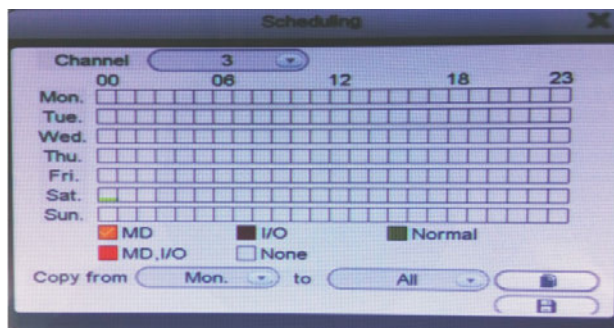 Scheduling
Channel 3
00 06 12 18 23
Mon.
Tue.
Wed.
Thu.
Fri.
Sat.
Sun.
MD I/O Normal
MD,I/O None
Copy from Mon. to All